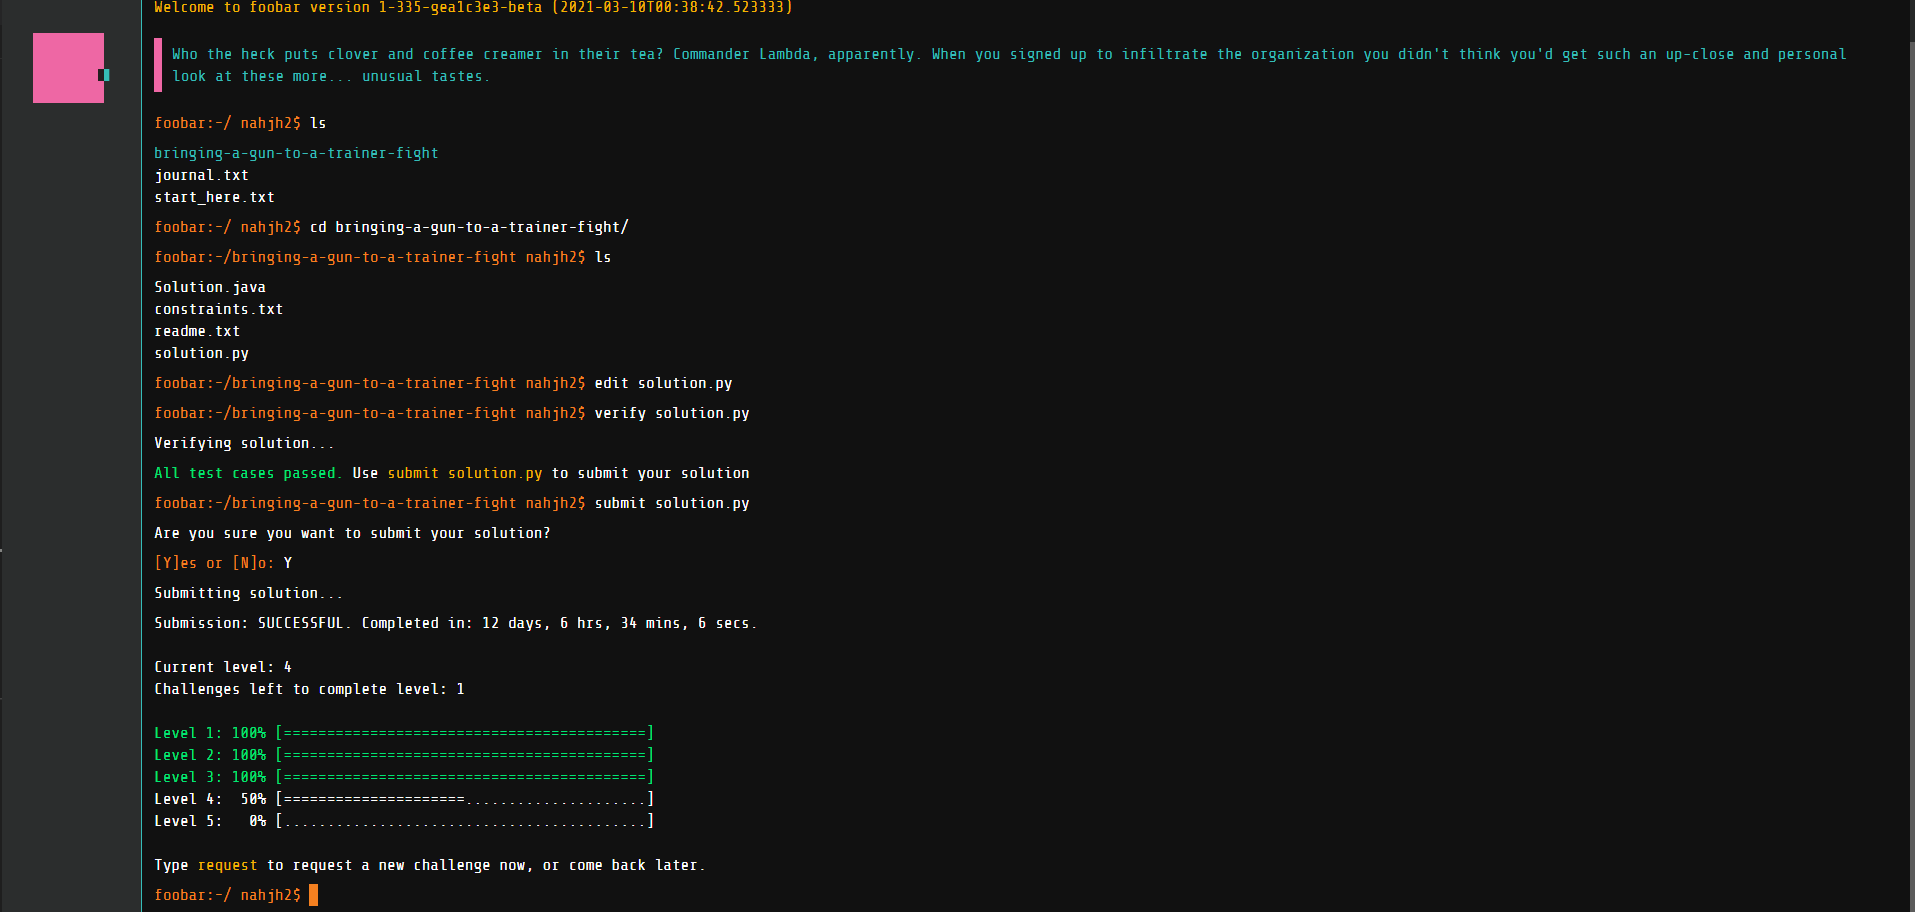 Welcome to foobar version 1-335-gea1c3e3-beta (2021-03-10T00:38:42.523333)
Who the heck puts clover and coffee creamer in their tea? Commander Lambda, apparently. When you signed up to infiltrate the organization you didn't think you'd get such an up-close and personal
look at these more... unusual tastes.
foobar:~/ nahjh2$ ls
bringing-a-gun-to-a-trainer-fight
journal.txt
start_here.txt
foobar:~/ nahjh2$ cd bringing-a-gun-to-a-trainer-fight/
foobar:~/bringing-a-gun-to-a-trainer-fight nahjh2$ ls
Solution.java
constraints.txt
readme.txt
solution.py
foobar:~/bringing-a-gun-to-a-trainer-fight nahjh2$ edit solution.py
foobar:~/bringing-a-gun-to-a-trainer-fight nahjh2$ verify solution.py
Verifying solution...
All test cases passed. Use submit solution.py to submit your solution
foobar:~/bringing-a-gun-to-a-trainer-fight nahjh2$ submit solution.py
Are you sure you want to submit your solution?
[Y]es or [N]o: Y
Submitting solution...
Submission: SUCCESSFUL. Completed in: 12 days, 6 hrs, 34 mins, 6 secs.
Current level: 4
Challenges left to complete level: 1
Level 1: 100% [==========================================]
Level 2: 100% [==========================================]
Level 3: 100% [==========================================]
Level 4:  50% [=====================.....................]
Level 5:   0% [..........................................]
Type request to request a new challenge now, or come back later.
foobar:~/ nahjh2$